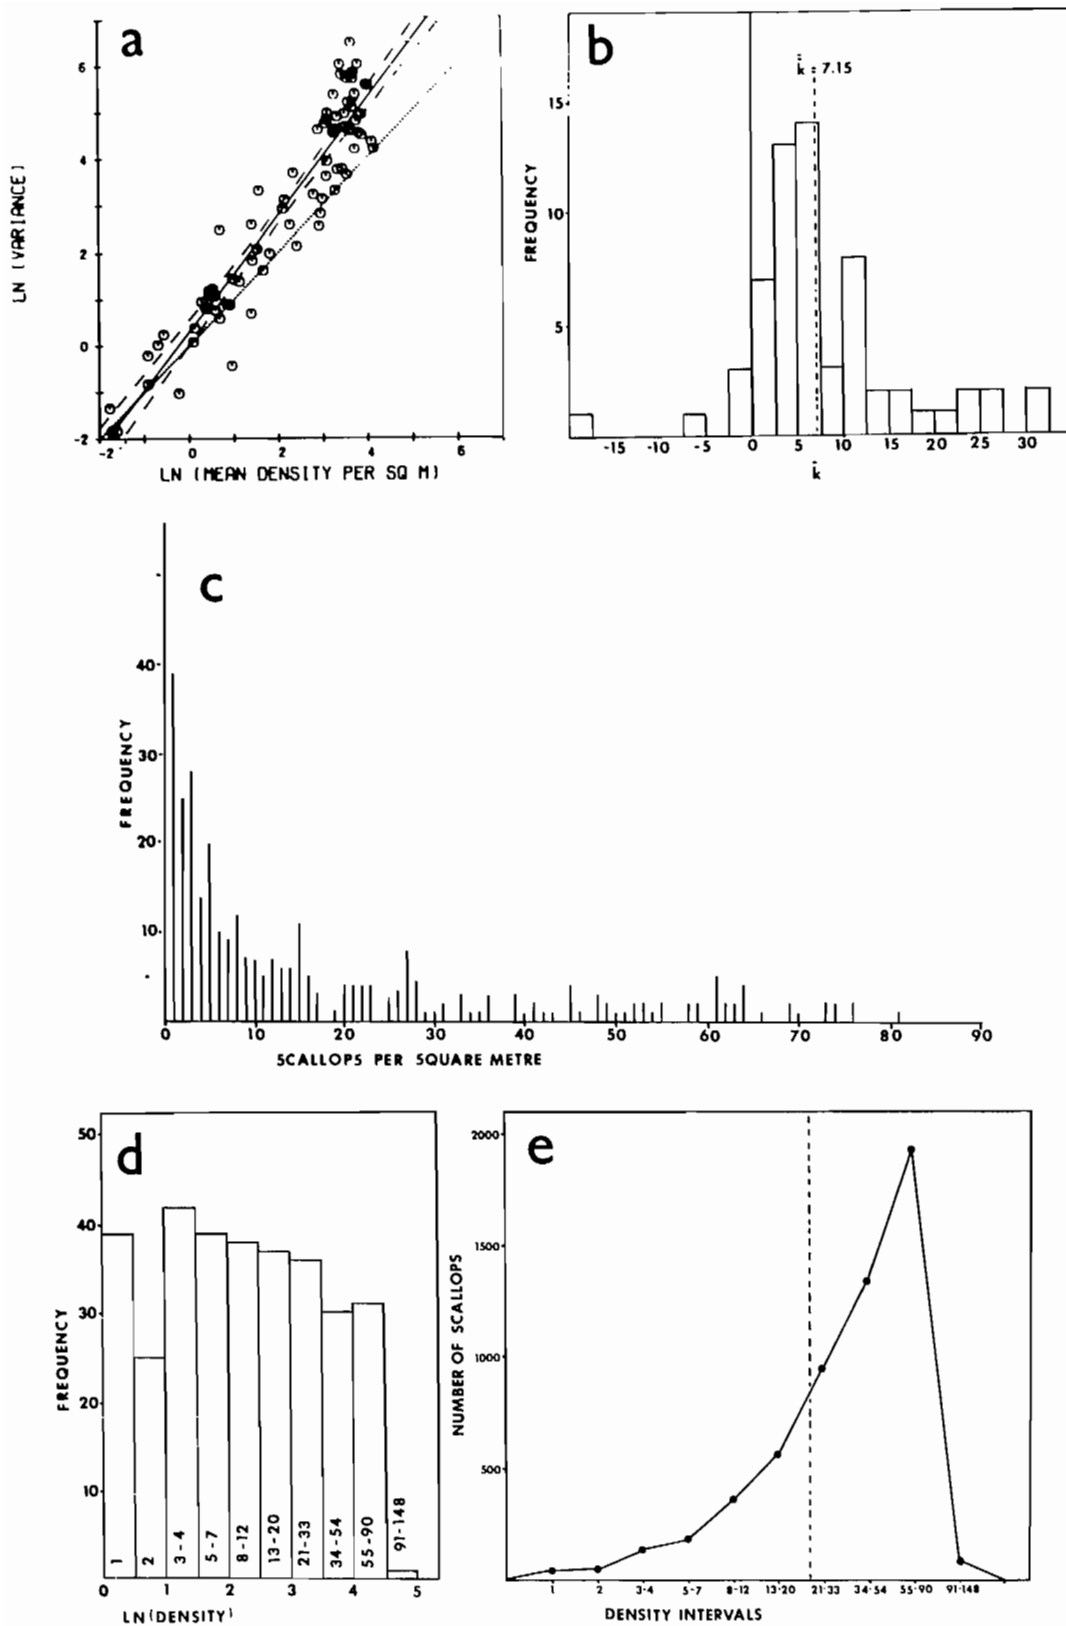 a
6
4
2
0
-2
LN (VARIANCE)
-2 0 2 4 6
LN (MEAN DENSITY PER SQ M)
b
k̂ = 7.15
15
10
5
FREQUENCY
-15 -10 -5 0 5 10 15 20 25 30
k̂
c
40
30
20
10
FREQUENCY
0 10 20 30 40 50 60 70 80 90
SCALLOPS PER SQUARE METRE
d
50
40
30
20
10
FREQUENCY
1
2
3-4
5-7
8-12
13-20
21-33
34-54
55-90
91-148
0 1 2 3 4 5
LN (DENSITY)
e
2000
1500
1000
500
NUMBER OF SCALLOPS
1 2 3-4 5-7 8-12 13-20 21-33 34-54 55-90 91-148
DENSITY INTERVALS